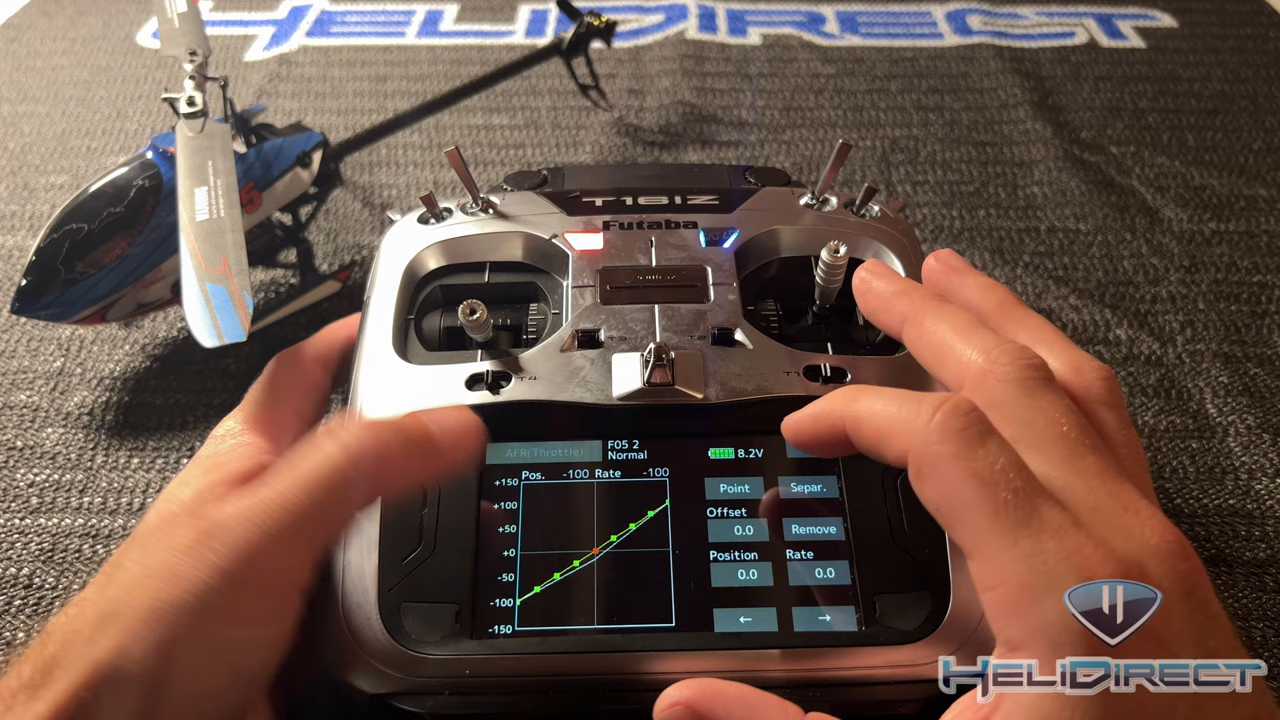 HELIDIRECT
T16IZ
Futaba
T4
T1
AFR(Throttle)
F05 2
Normal
8.2V
Pos. -100 Rate -100
+150
+100
+50
+0
-50
-100
-150
Point
Separ.
Offset
0.0
Remove
Position
Rate
0.0
0.0
←
→
HELIDIRECT